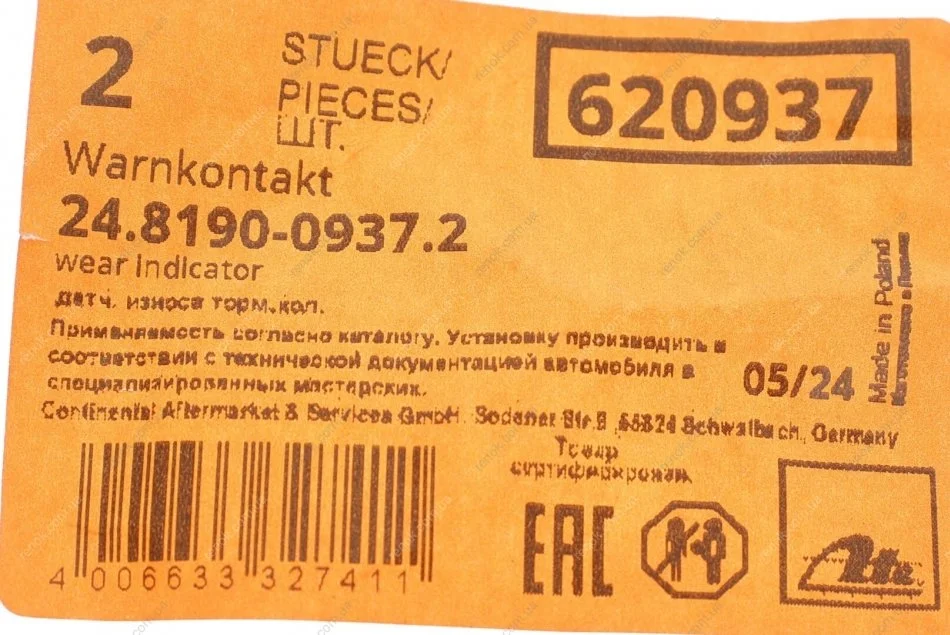 2
STUECK/
PIECES/
ШТ.
620937
Warnkontakt
24.8190-0937.2
wear indicator
датч. износа торм.кол.
Применяемость согласно каталогу. Установку производить в
соответствии с технической документацией автомобиля в
специализированных мастерских.
05/24
Made in Poland
Изготовлено в Польше
Continental Aftermarket & Services GmbH. Sodener Str.9, 65824 Schwalbach, Germany
Товар
сертифицирован
4 006633 327411
EAC
Ate